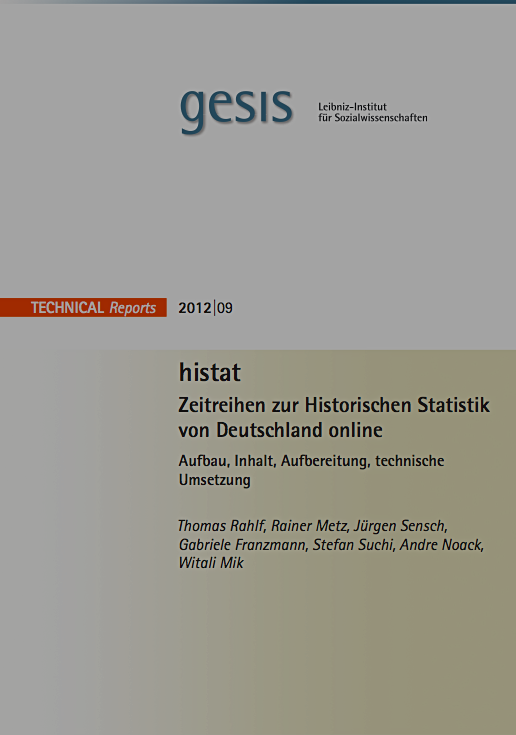 gesis
Leibniz-Institut
für Sozialwissenschaften
TECHNICAL Reports 2012|09
histat
Zeitreihen zur Historischen Statistik
von Deutschland online
Aufbau, Inhalt, Aufbereitung, technische
Umsetzung
Thomas Rahlf, Rainer Metz, Jürgen Sensch,
Gabriele Franzmann, Stefan Suchi, Andre Noack,
Witali Mik